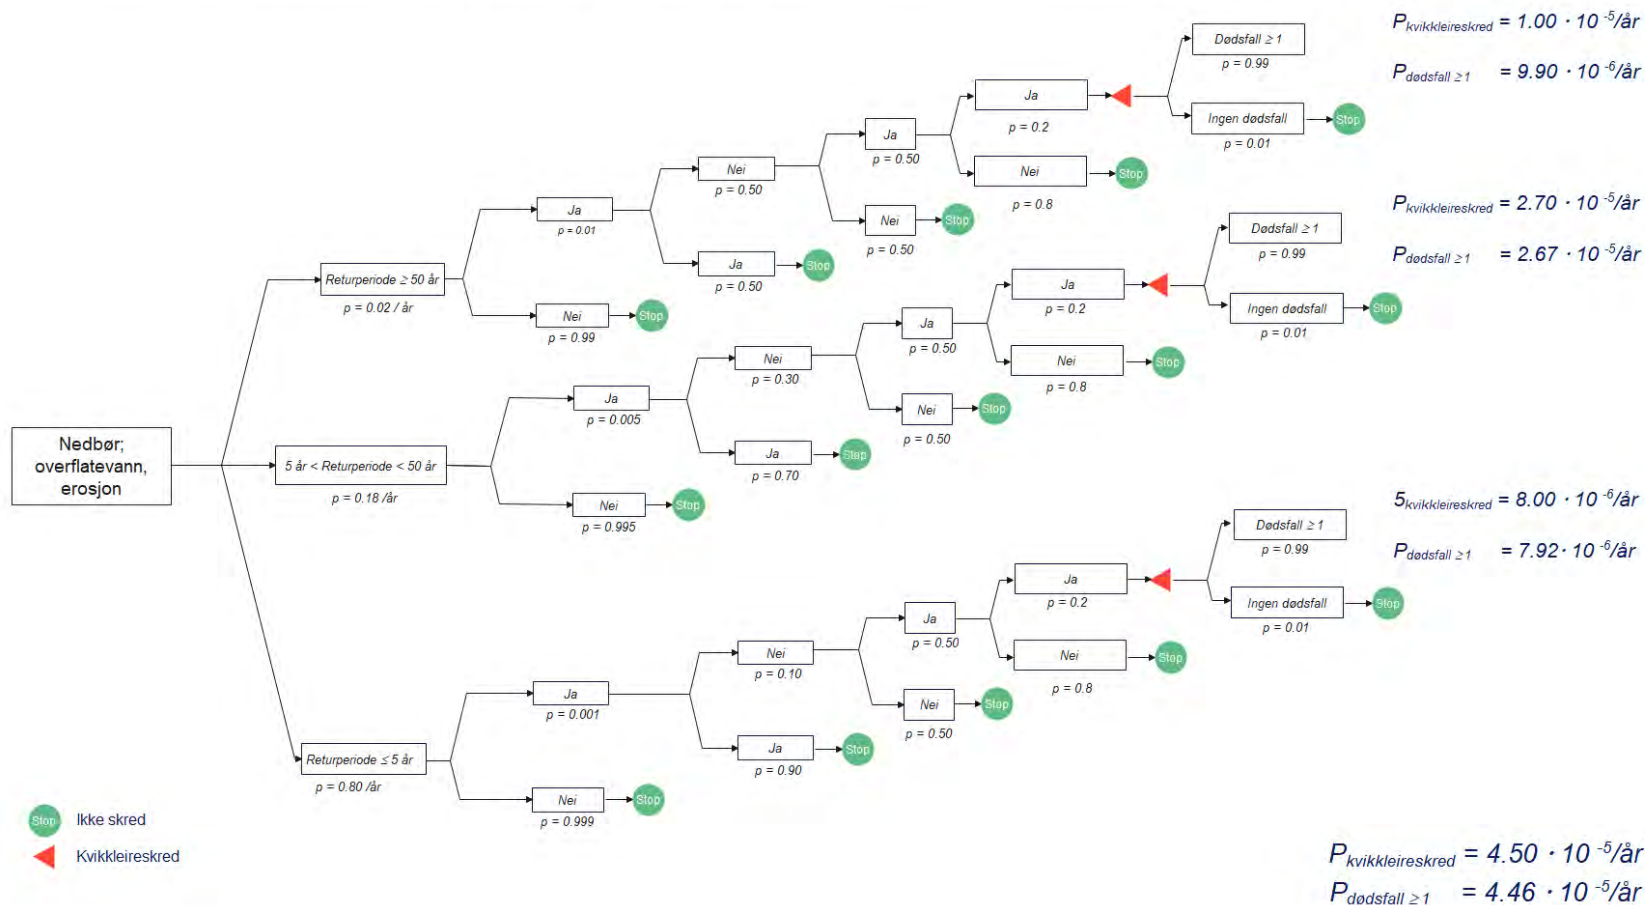 P kvikkleireskred = 1.00 · 10 -5/år
Dødsfall ≥ 1
p = 0.99
P dødsfall ≥ 1 = 9.90 · 10 -6/år
Ja
p = 0.2
Ingen dødsfall
Stop
p = 0.01
Ja
p = 0.50
Nei
Stop
p = 0.8
Nei
p = 0.50
Nei
Stop
p = 0.50
Ja
p = 0.01
Ja
Stop
p = 0.50
Returperiode ≥ 50 år
p = 0.02 / år
Nei
Stop
p = 0.99
P kvikkleireskred = 2.70 · 10 -5/år
Dødsfall ≥ 1
p = 0.99
P dødsfall ≥ 1 = 2.67 · 10 -5/år
Ja
p = 0.2
Ingen dødsfall
Stop
p = 0.01
Ja
p = 0.50
Nei
Stop
p = 0.8
Nei
p = 0.30
Nei
Stop
p = 0.50
Ja
p = 0.005
Ja
Stop
p = 0.70
Nedbør;
overflatevann,
erosjon
5 år < Returperiode < 50 år
p = 0.18 /år
Nei
Stop
p = 0.995
5 kvikkleireskred = 8.00 · 10 -6/år
Dødsfall ≥ 1
p = 0.99
P dødsfall ≥ 1 = 7.92 · 10 -6/år
Ja
p = 0.2
Ingen dødsfall
Stop
p = 0.01
Ja
p = 0.50
Nei
Stop
p = 0.8
Nei
p = 0.10
Nei
Stop
p = 0.50
Ja
p = 0.001
Ja
Stop
p = 0.90
Returperiode ≤ 5 år
p = 0.80 /år
Nei
Stop
p = 0.999
Stop Ikke skred
Kvikkleireskred
P kvikkleireskred = 4.50 · 10 -5/år
P dødsfall ≥ 1 = 4.46 · 10 -5/år